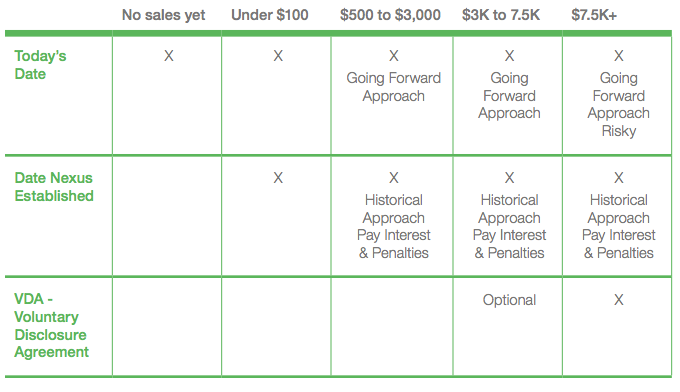 No sales yet Under $100 $500 to $3,000 $3K to 7.5K $7.5K+
Today's X X X X X
Date Going Forward Going Going
Approach Forward Forward
Approach Approach
Risky
Date Nexus X X X X
Established Historical Historical Historical
Approach Approach Approach
Pay Interest Pay Interest Pay Interest
& Penalties & Penalties & Penalties
VDA - Optional X
Voluntary
Disclosure
Agreement